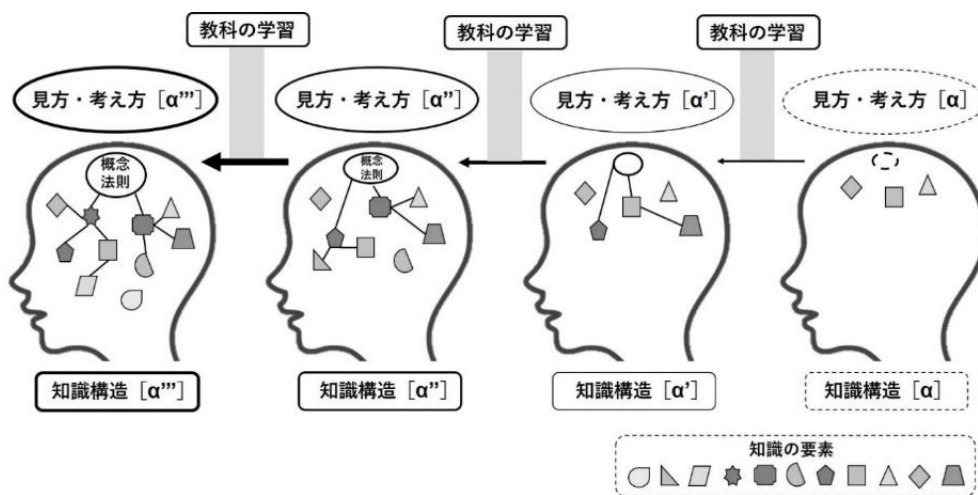 教科の学習
教科の学習
教科の学習
見方・考え方［α’’’］
見方・考え方［α’’］
見方・考え方［α’］
見方・考え方［α］
概念
法則
概念
法則
知識構造［α’’’］
知識構造［α’’］
知識構造［α’］
知識構造［α］
知識の要素